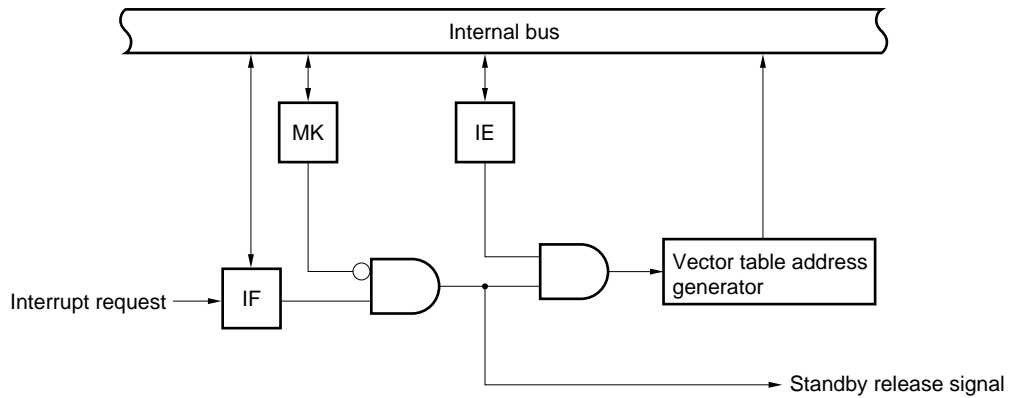 Internal bus
MK
IE
Vector table address
generator
Interrupt request
IF
Standby release signal